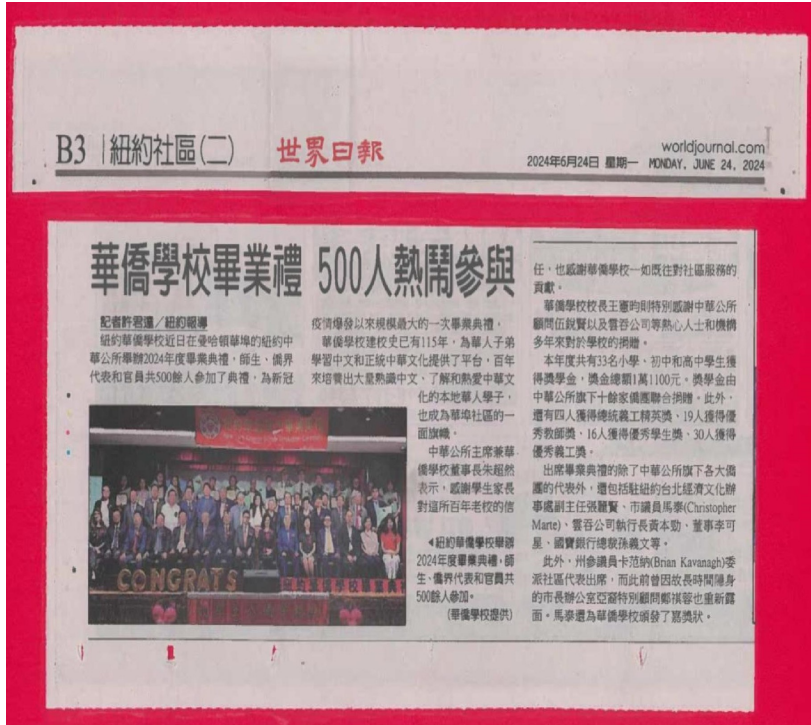 B3 | 紐約社區(二)
世界日報
worldjournal.com
2024年6月24日 星期一 MONDAY, JUNE 24, 2024
華僑學校畢業禮 500人熱鬧參與
記者許君達/紐約報導
紐約華僑學校近日在曼哈頓華埠的紐約中
華公所舉辦2024年度畢業典禮,師生、僑界
代表和官員共500餘人參加了典禮,為新冠
疫情爆發以來規模最大的一次畢業典禮,
華僑學校建校史已有115年,為華人子弟
學習中文和正統中華文化提供了平台,百年
來培養出大量熟識中文、了解和熱愛中華文
化的本地華人學子,
也成為華埠社區的一
面旗幟。
中華公所主席兼華
僑學校董事長朱超然
表示,感謝學生家長
對這所百年老校的信
◀紐約華僑學校舉辦
2024年度畢業典禮,師
生、僑界代表和官員共
500餘人參加。
(華僑學校提供)
CONGRATS
任,也感謝華僑學校一如既往對社區服務的
貢獻。
華僑學校校長王憲昀則特別感謝中華公所
顧問伍銳賢以及雲吞公司等熱心人士和機構
多年來對於學校的捐贈。
本年度共有33名小學、初中和高中學生獲
得獎學金,獎金總額1萬1100元。獎學金由
中華公所旗下十餘家僑團聯合捐贈。此外,
還有四人獲得總統義工精英獎、19人獲得優
秀教師獎、16人獲得優秀學生獎、30人獲得
優秀義工獎。
出席畢業典禮的除了中華公所旗下各大僑
團的代表外,還包括駐紐約台北經濟文化辦
事處副主任張麗賢、市議員馬泰(Christopher
Marte)、雲吞公司執行長黃本勁、董事李可
星、國寶銀行總裁孫義文等。
此外,州參議員卡范納(Brian Kavanagh)委
派社區代表出席,而此前曾因故長時間隱身
的市長辦公室亞裔特別顧問鄭祺蓉也重新露
面。馬泰還為華僑學校頒發了嘉獎狀。